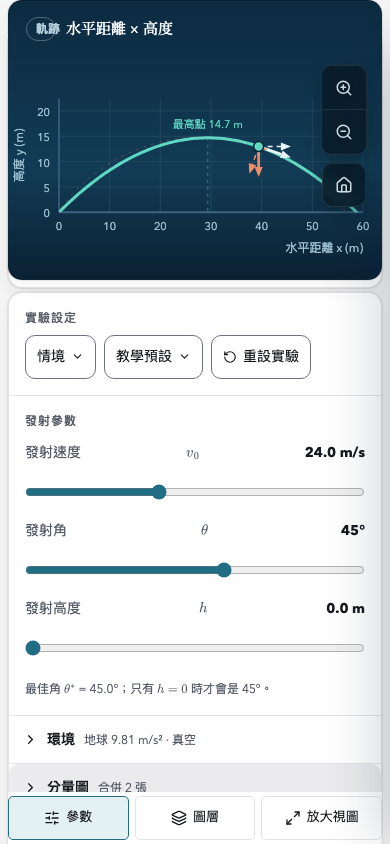 軌跡 水平距離 × 高度
最高點 14.7 m
高度 y (m)
20
15
10
5
0
0 10 20 30 40 50 60
水平距離 x (m)
實驗設定
情境 教學預設 重設實驗
發射參數
發射速度 v₀ 24.0 m/s
發射角 θ 45°
發射高度 h 0.0 m
最佳角 θ* = 45.0°；只有 h = 0 時才會是 45°。
環境 地球 9.81 m/s² · 真空
分量圖 合併 2 張
參數 圖層 放大視圖